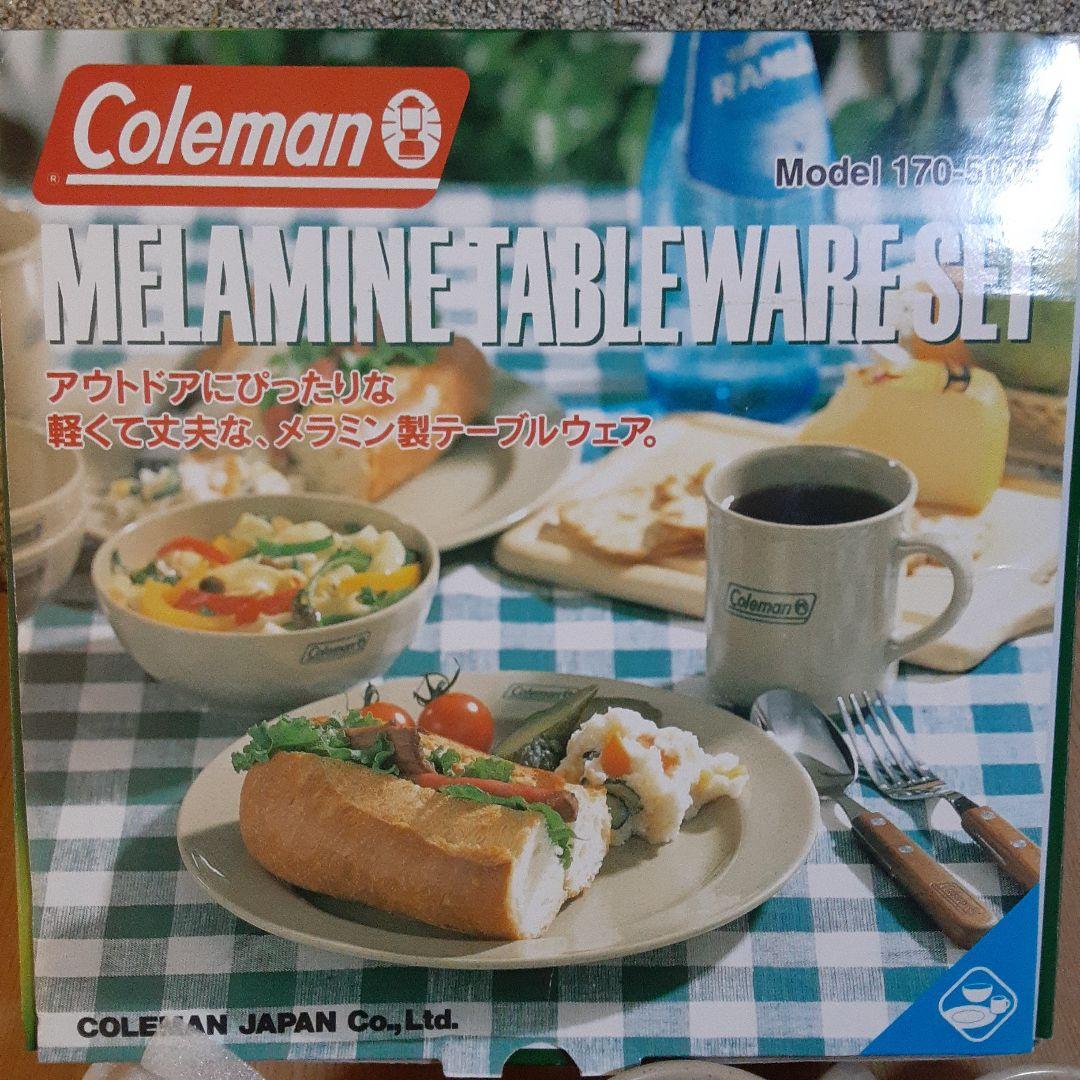 Coleman
®
Model 170-50
MELAMINE TABLEWARE SET
アウトドアにぴったりな
軽くて丈夫な、メラミン製テーブルウェア。
Coleman
Coleman
Coleman
COLEMAN JAPAN Co.,Ltd.